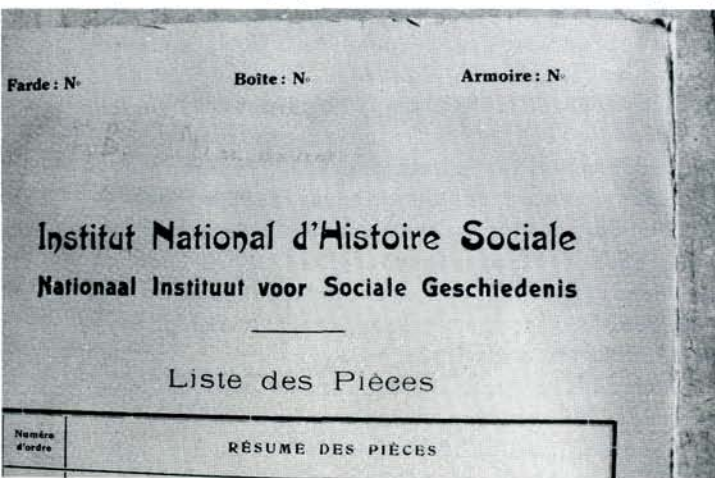 Farde : N° Boîte : N° Armoire : N°
Institut National d'Histoire Sociale
Nationaal Instituut voor Sociale Geschiedenis
Liste des Pièces
Numéro d'ordre
RÉSUMÉ DES PIÈCES